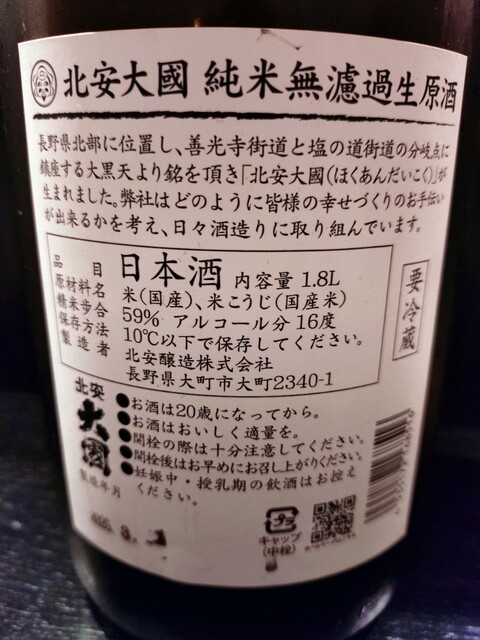 北安大國 純米無濾過生原酒
長野県北部に位置し、善光寺街道と塩の道街道の分岐点に
鎮座する大黒天より銘を頂き「北安大國(ほくあんだいこく)」が
生まれました。弊社はどのように皆様の幸せづくりのお手伝い
が出来るかを考え、日々酒造りに取り組んでいます。
品目 日本酒 内容量 1.8L
原材料名 米(国産)、米こうじ(国産米)
精米歩合 59% アルコール分 16度
保存方法 10℃以下で保存してください。
製造者 北安醸造株式会社
長野県大町市大町2340-1
要冷蔵
北安
大國
製造年月
●お酒は20歳になってから。
●お酒はおいしく適量を。
●開栓の際は十分注意してください。
●開栓後はお早めにお召し上がりください。
●妊娠中・授乳期の飲酒はお控え
ください。
プラ
キャップ
(中栓)